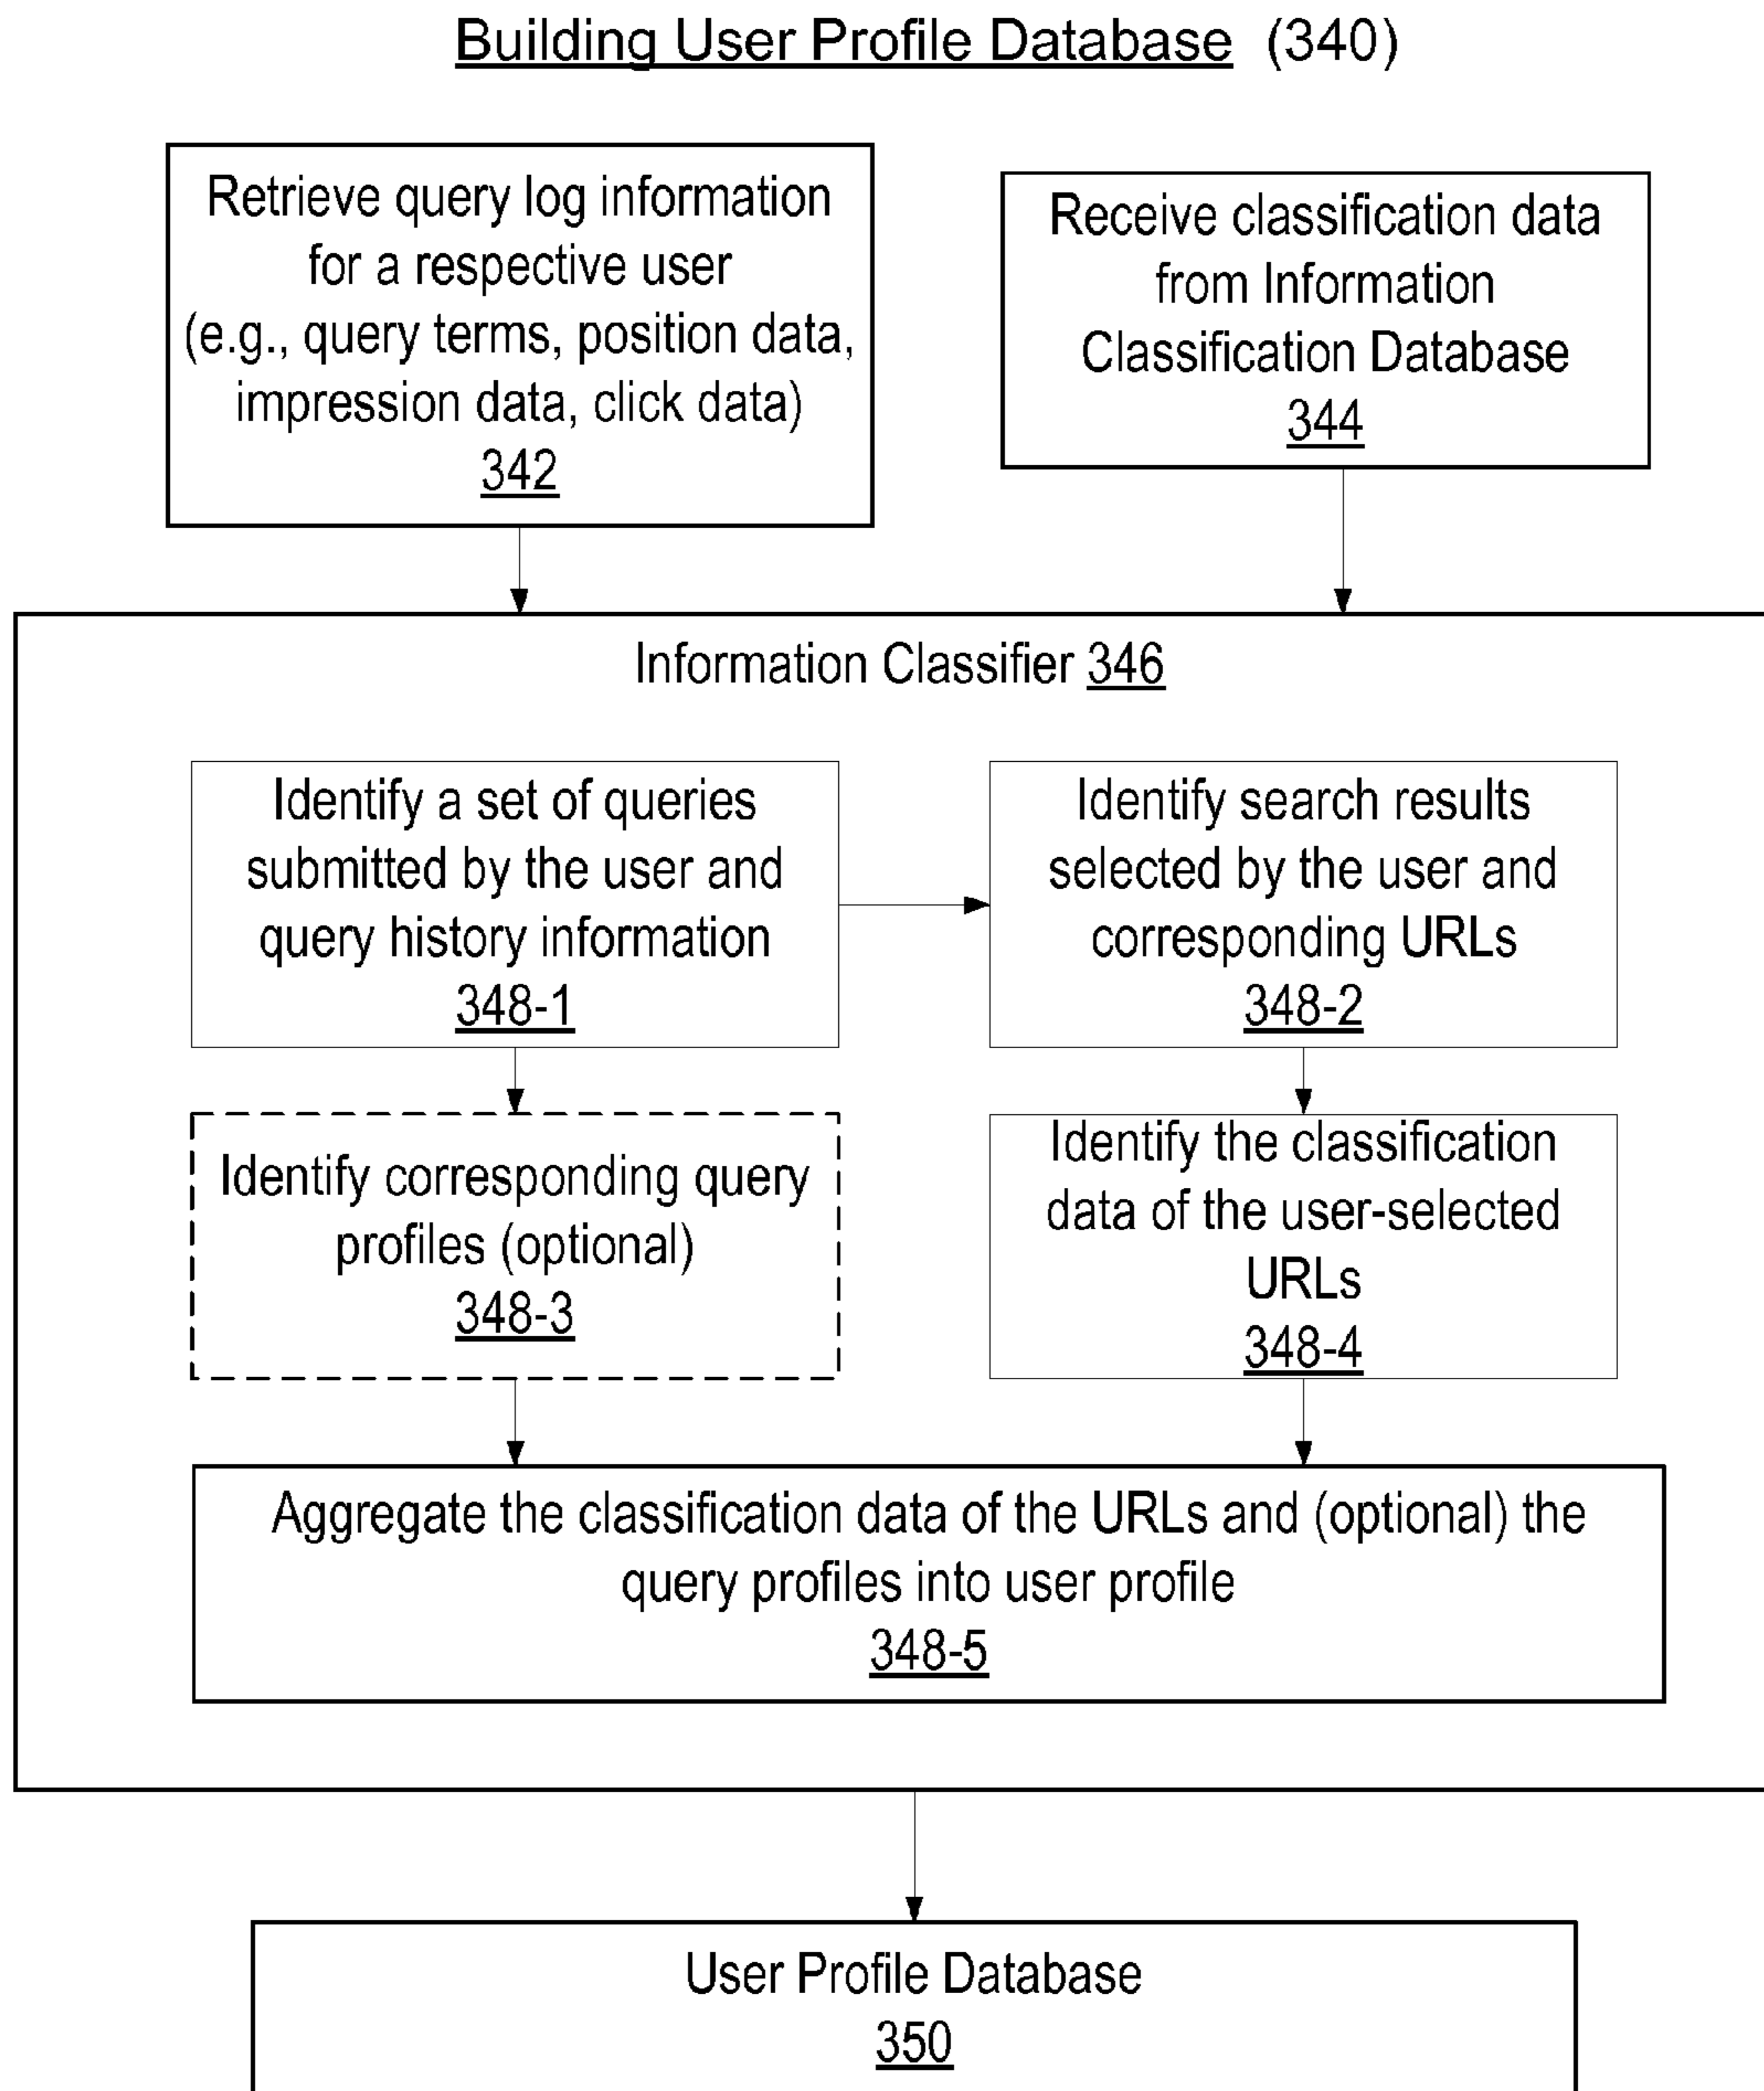 Building User Profile Database (340)
Retrieve query log information
for a respective user
(e.g., query terms, position data,
impression data, click data)
342
Receive classification data
from Information
Classification Database
344
Information Classifier 346
Identify a set of queries
submitted by the user and
query history information
348-1
Identify search results
selected by the user and
corresponding URLs
348-2
Identify corresponding query
profiles (optional)
348-3
Identify the classification
data of the user-selected
URLs
348-4
Aggregate the classification data of the URLs and (optional) the
query profiles into user profile
348-5
User Profile Database
350